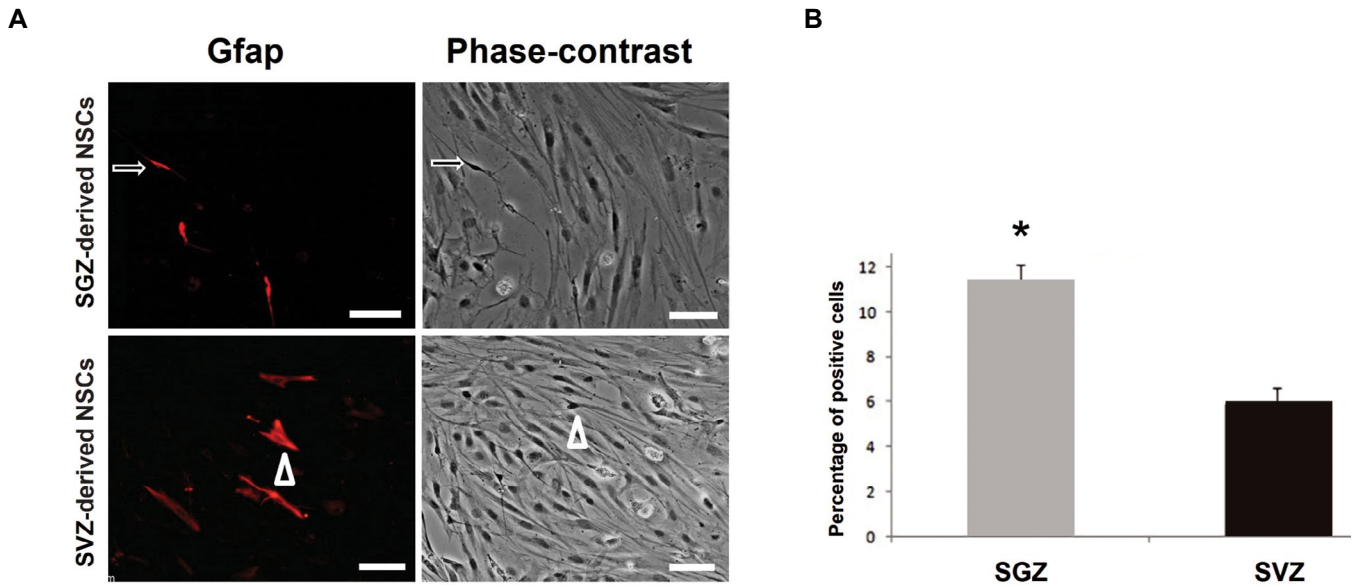 A
B
Gfap
Phase-contrast
SGZ-derived NSCs
SVZ-derived NSCs
m
*
Percentage of positive cells
12
10
8
6
4
2
0
SGZ
SVZ